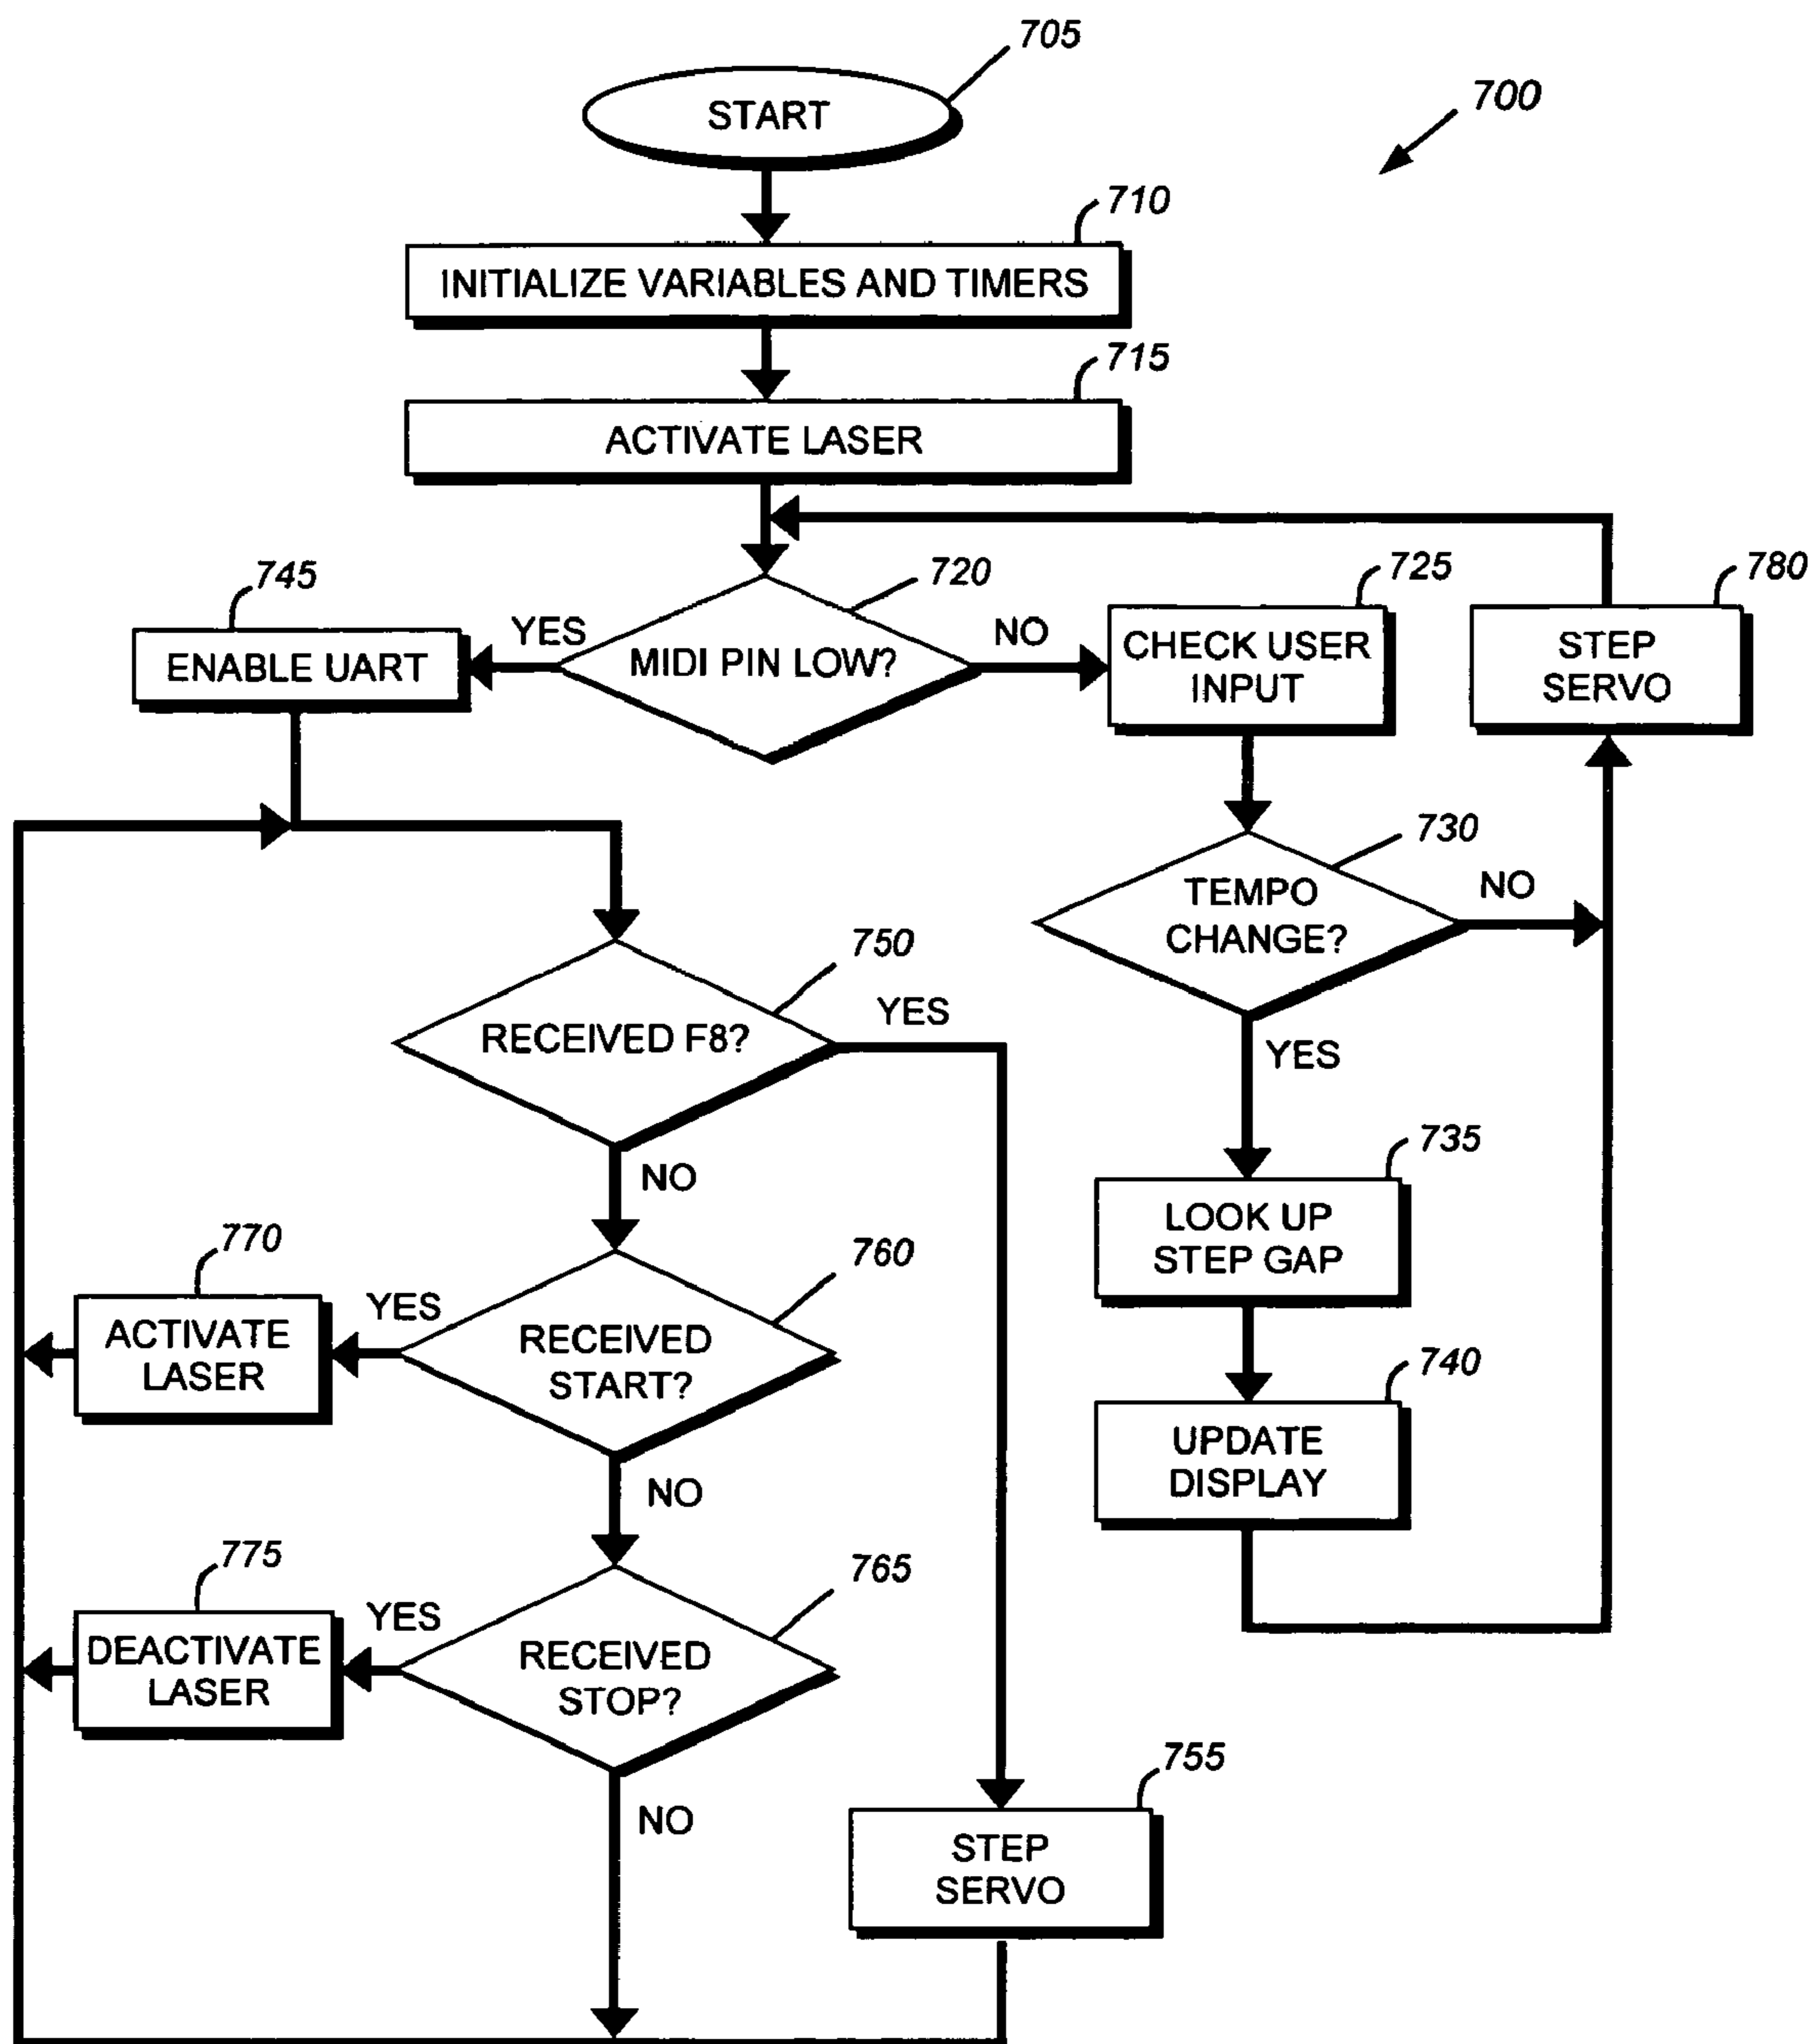 705
START
700
710
INITIALIZE VARIABLES AND TIMERS
715
ACTIVATE LASER
745
720
725
780
ENABLE UART
YES
MIDI PIN LOW?
NO
CHECK USER
INPUT
STEP
SERVO
730
TEMPO
CHANGE?
NO
YES
750
RECEIVED F8?
YES
NO
735
LOOK UP
STEP GAP
770
760
ACTIVATE
LASER
YES
RECEIVED
START?
NO
740
UPDATE
DISPLAY
775
765
DEACTIVATE
LASER
YES
RECEIVED
STOP?
NO
755
STEP
SERVO